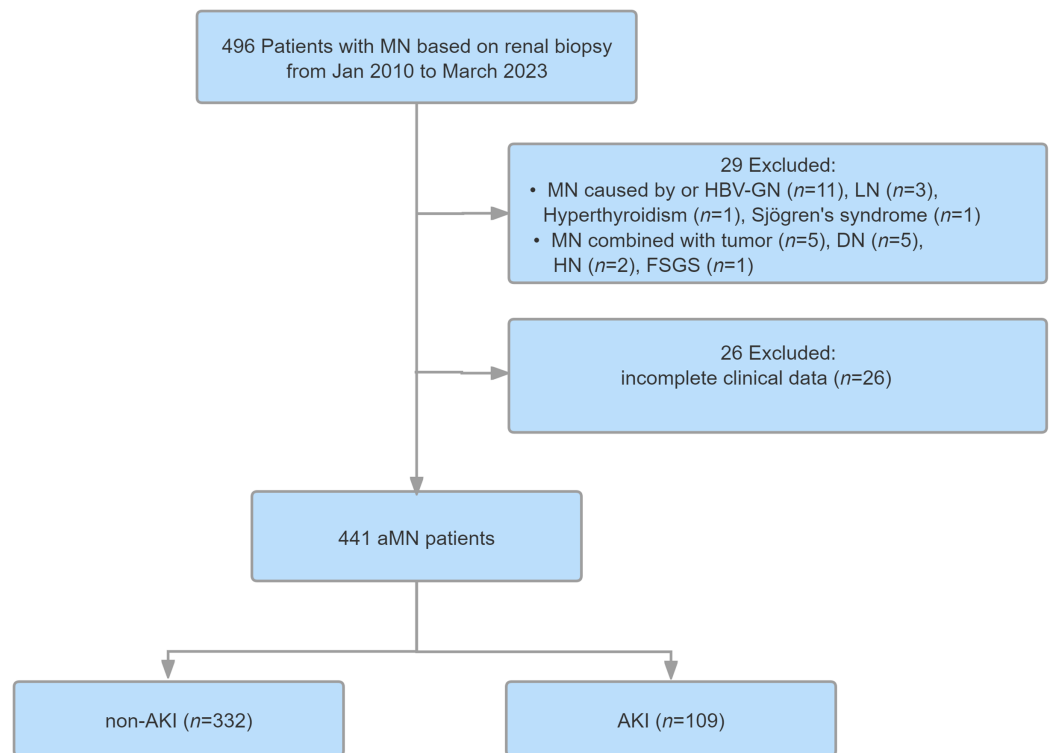 496 Patients with MN based on renal biopsy
from Jan 2010 to March 2023
29 Excluded:
• MN caused by or HBV-GN (n=11), LN (n=3),
Hyperthyroidism (n=1), Sjögren's syndrome (n=1)
• MN combined with tumor (n=5), DN (n=5),
HN (n=2), FSGS (n=1)
26 Excluded:
incomplete clinical data (n=26)
441 aMN patients
non-AKI (n=332)
AKI (n=109)